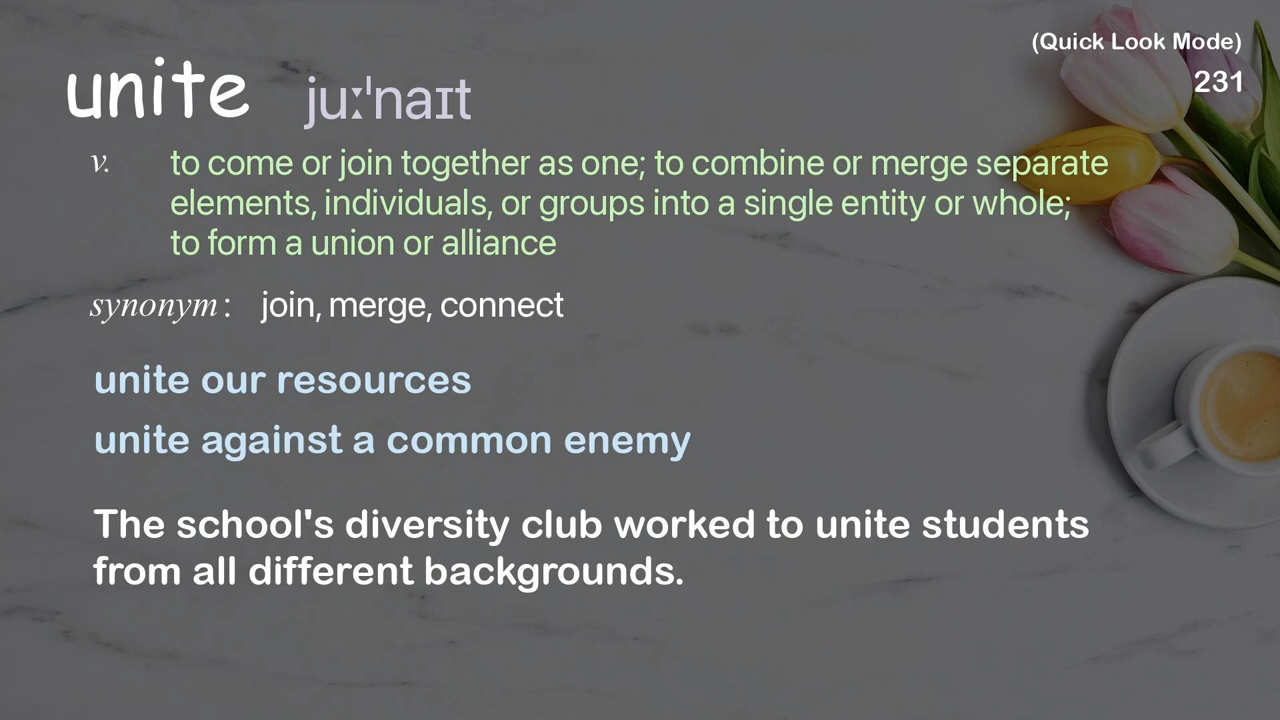 (Quick Look Mode)
231
unite juːˈnaɪt
v. to come or join together as one; to combine or merge separate
elements, individuals, or groups into a single entity or whole;
to form a union or alliance
synonym : join, merge, connect
unite our resources
unite against a common enemy
The school's diversity club worked to unite students
from all different backgrounds.